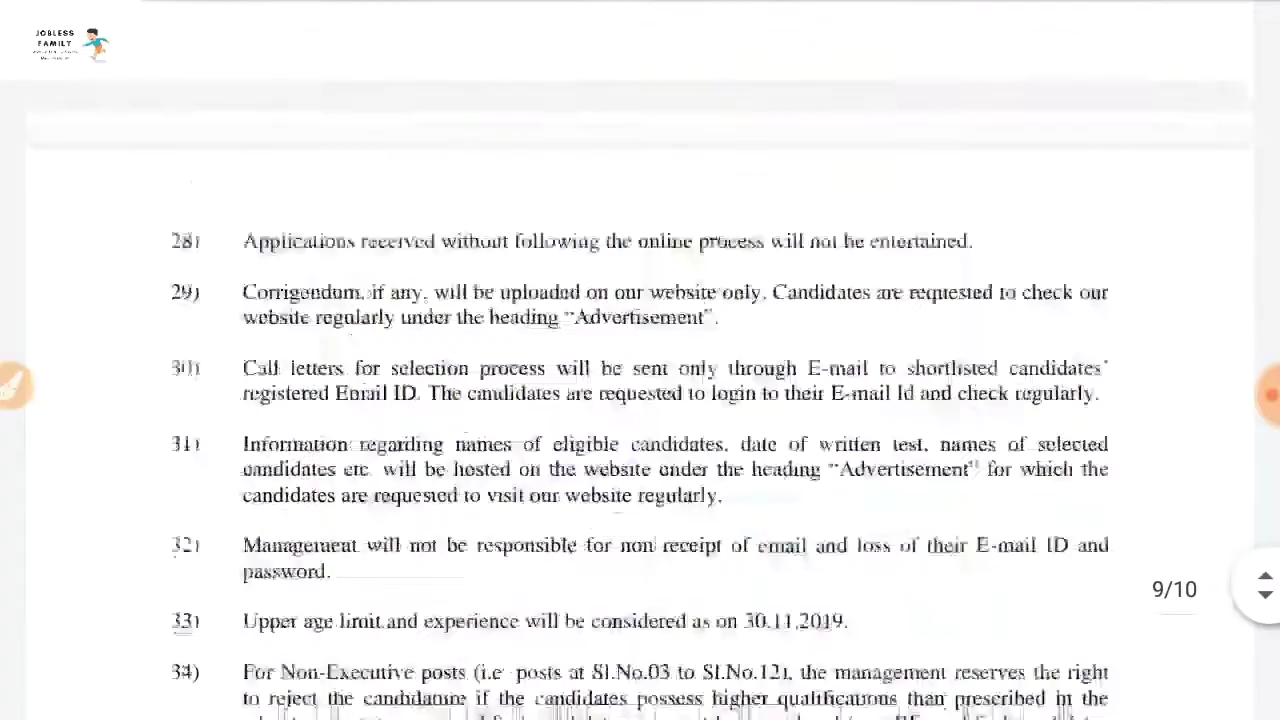 JOBLESS
FAMILY
28) Applications received without following the online process will not be entertained.
29) Corrigendum, if any, will be uploaded on our website only. Candidates are requested to check our
website regularly under the heading "Advertisement".
30) Call letters for selection process will be sent only through E-mail to shortlisted candidates'
registered Email ID. The candidates are requested to login to their E-mail Id and check regularly.
31) Information regarding names of eligible candidates, date of written test, names of selected
candidates etc. will be hosted on the website under the heading "Advertisement" for which the
candidates are requested to visit our website regularly.
32) Management will not be responsible for non receipt of email and loss of their E-mail ID and
password.
9/10
33) Upper age limit and experience will be considered as on 30.11.2019.
34) For Non-Executive posts (i.e posts at Sl.No.03 to Sl.No.12), the management reserves the right
to reject the candidature if the candidates possess higher qualifications than prescribed in the